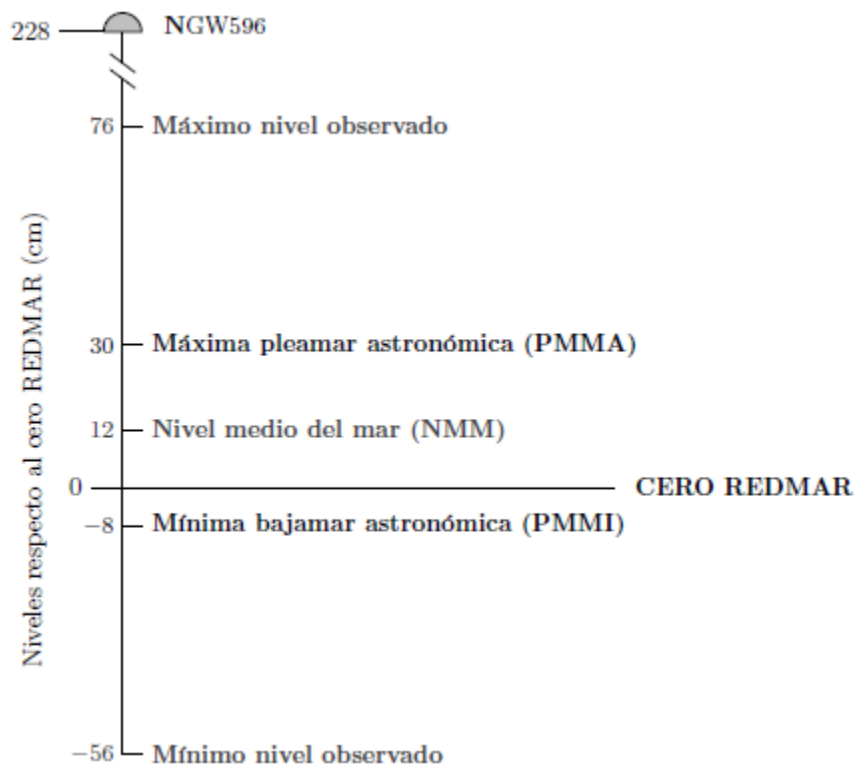 228 NGW596
76 Máximo nivel observado
Niveles respecto al cero REDMAR (cm)
30 Máxima pleamar astronómica (PMMA)
12 Nivel medio del mar (NMM)
0 CERO REDMAR
−8 Mínima bajamar astronómica (PMMI)
−56 Mínimo nivel observado